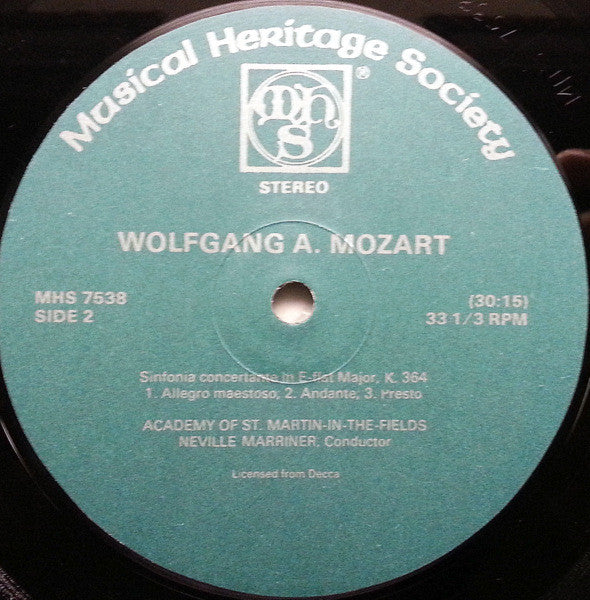 Musical Heritage Society
MHS
®
STEREO
WOLFGANG A. MOZART
MHS 7538
(30:15)
SIDE 2
33 1/3 RPM
Sinfonia concertante in E-flat Major, K. 364
1. Allegro maestoso, 2. Andante, 3. Presto
ACADEMY OF ST. MARTIN-IN-THE-FIELDS
NEVILLE MARRINER, Conductor
Licensed from Decca